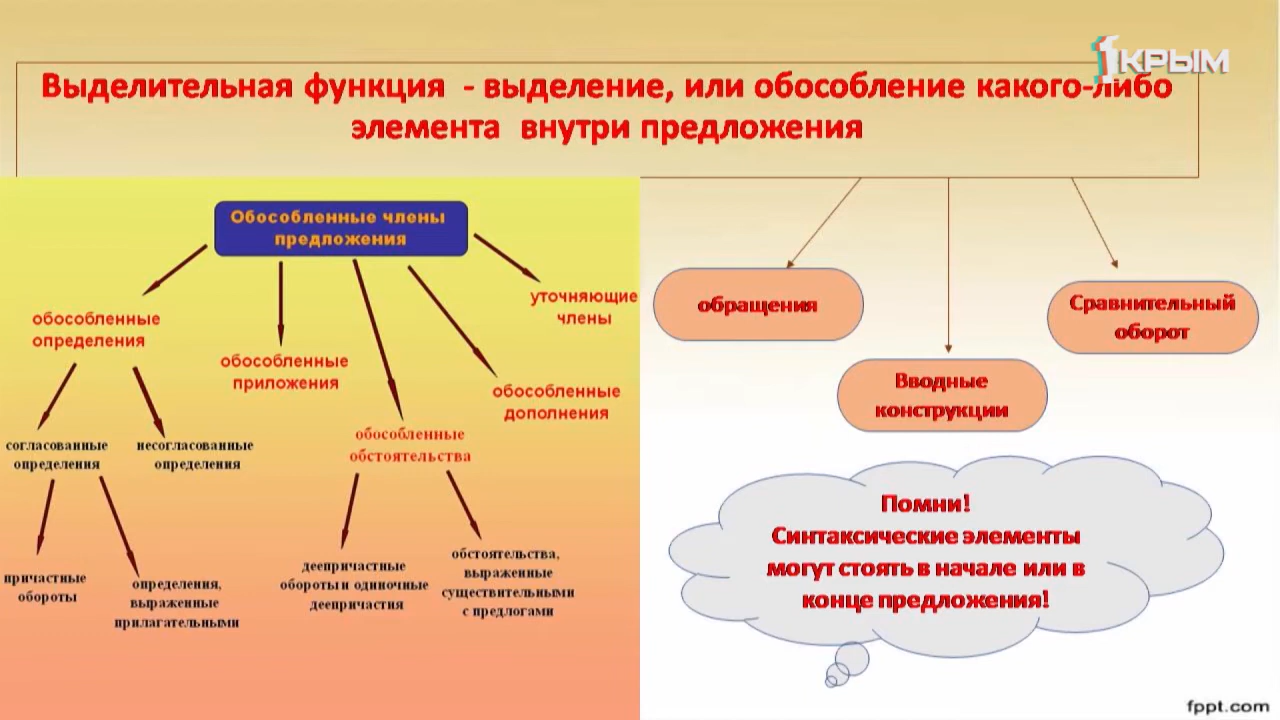 1КРЫМ
Выделительная функция - выделение, или обособление какого-либо
элемента внутри предложения
Обособленные члены
предложения
обособленные
определения
обособленные
приложения
обособленные
обстоятельства
обособленные
дополнения
уточняющие
члены
согласованные
определения
несогласованные
определения
причастные
обороты
определения,
выраженные
прилагательными
деепричастные
обороты и одиночные
деепричастия
обстоятельства,
выраженные
существительными
с предлогами
обращения
Вводные
конструкции
Сравнительный
оборот
Помни!
Синтаксические элементы
могут стоять в начале или в
конце предложения!
fppt.com